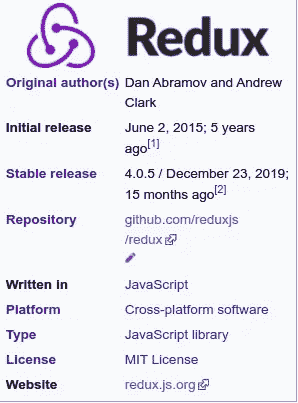 Redux
Original author(s) Dan Abramov and Andrew
Clark
Initial release June 2, 2015; 5 years
ago[1]
Stable release 4.0.5 / December 23, 2019;
15 months ago[2]
Repository github.com/reduxjs
/redux
Written in JavaScript
Platform Cross-platform software
Type JavaScript library
License MIT License
Website redux.js.org